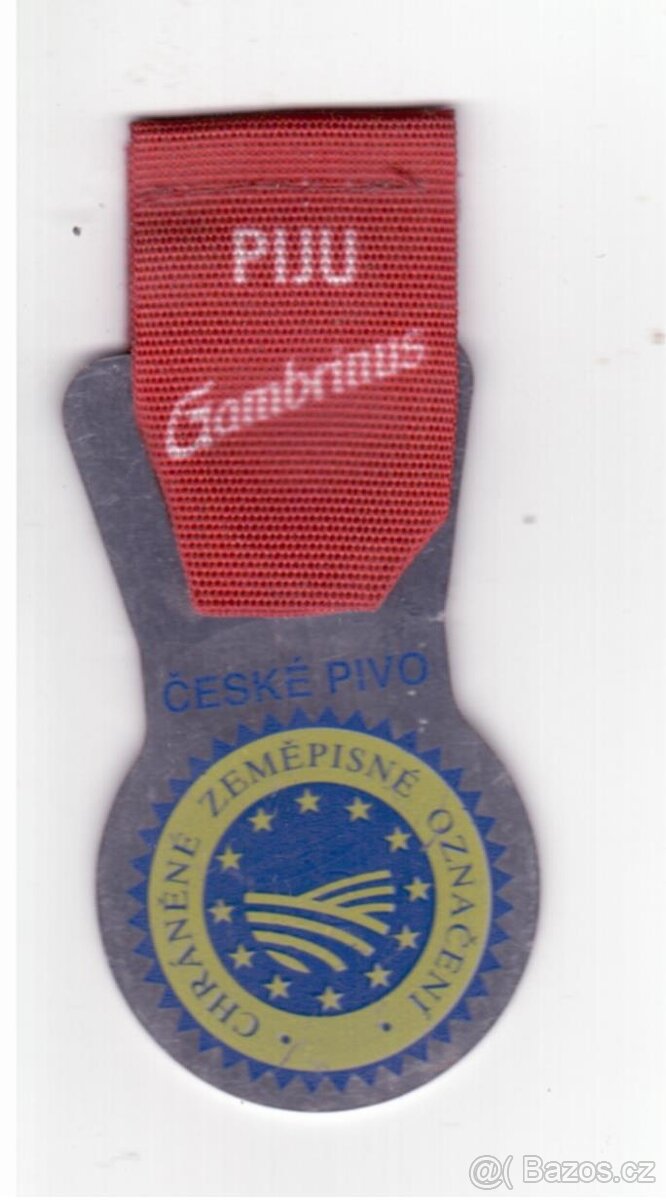 PIJU
Gambrinus
ČESKÉ PIVO
CHRÁNĚNÉ ZEMĚPISNÉ OZNAČENÍ
@( Bazos.cz